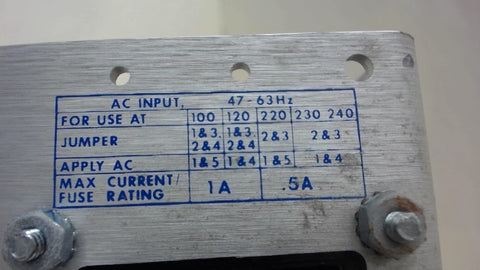 AC INPUT, 47-63Hz
FOR USE AT 100 120 220 230 240
JUMPER 1&3, 2&4 1&3, 2&4 2&3 2&3
APPLY AC 1&5 1&4 1&5 1&4
MAX CURRENT/ FUSE RATING 1A .5A